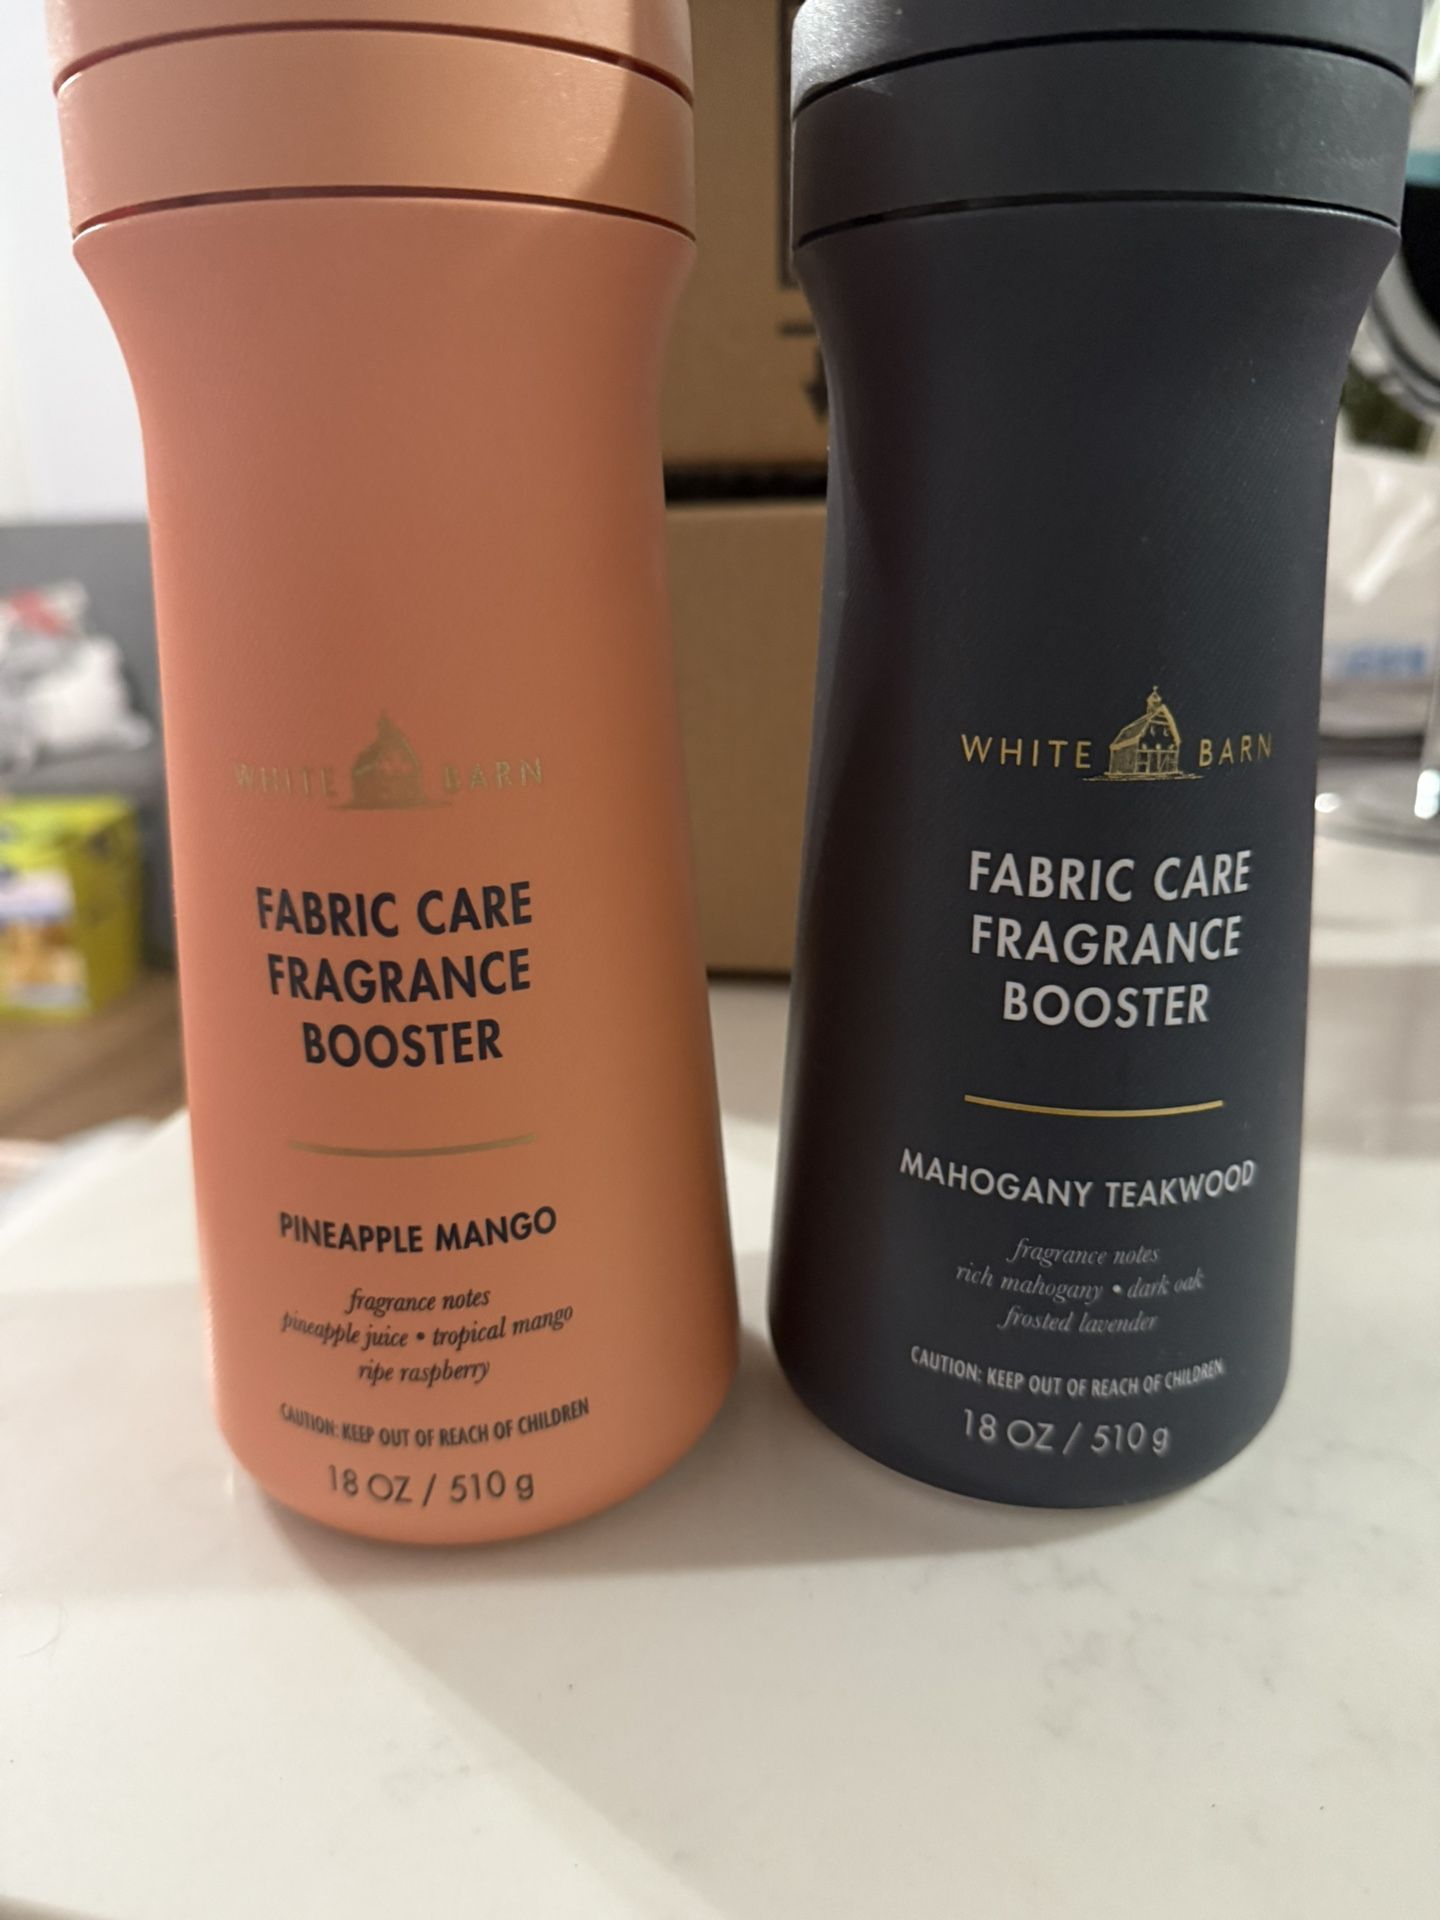 WHITE BARN
FABRIC CARE
FRAGRANCE
BOOSTER
PINEAPPLE MANGO
fragrance notes
pineapple juice • tropical mango
ripe raspberry
CAUTION: KEEP OUT OF REACH OF CHILDREN
18 OZ / 510 g
WHITE BARN
FABRIC CARE
FRAGRANCE
BOOSTER
MAHOGANY TEAKWOOD
fragrance notes
rich mahogany • dark oak
frosted lavender
CAUTION: KEEP OUT OF REACH OF CHILDREN
18 OZ / 510 g